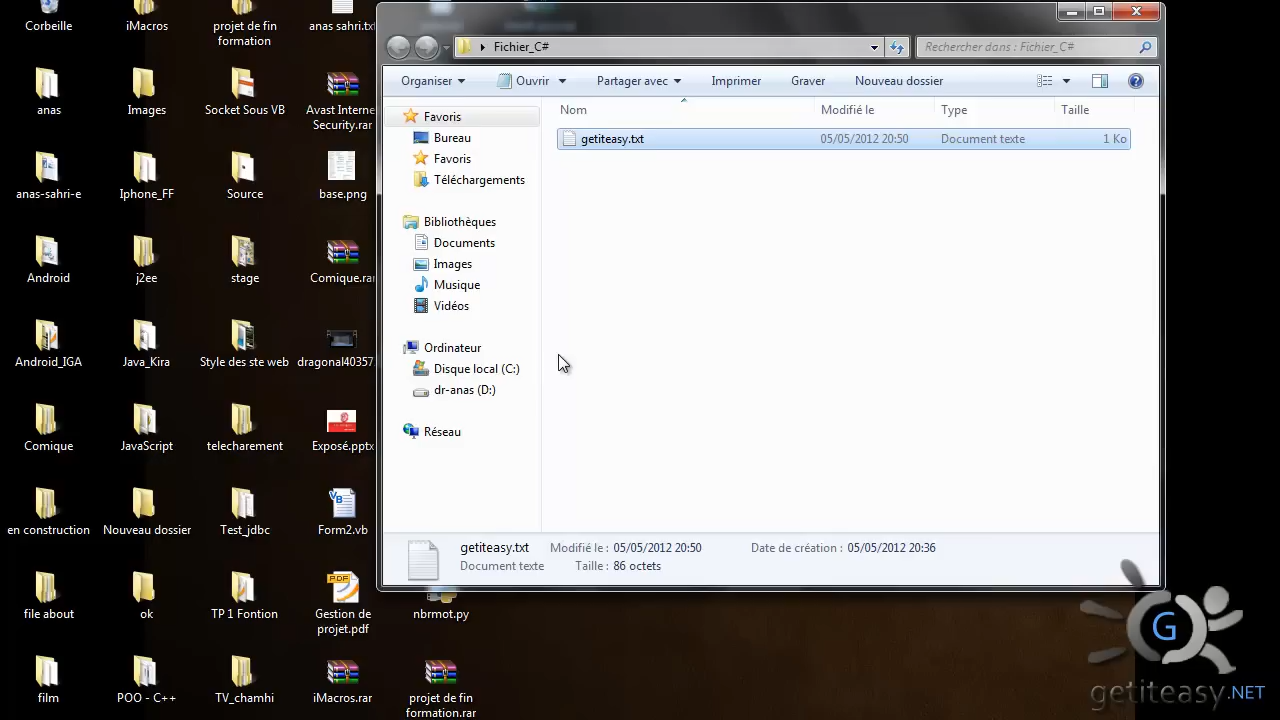 Corbeille
iMacros
projet de fin
formation
anas sahri.tx
anas
Images
Socket Sous VB
Avast Interne
Security.rar
anas-sahri-e
Iphone_FF
Source
base.png
Android
j2ee
stage
Comique.rar
Android_IGA
Java_Kira
Style des ste web
dragonal40357
Comique
JavaScript
telecharement
Exposé.pptx
en construction
Nouveau dossier
Test_jdbc
Form2.vb
file about
ok
TP 1 Fontion
Gestion de
projet.pdf
nbrmot.py
film
POO - C++
TV_chamhi
iMacros.rar
projet de fin
formation.rar
Fichier_C#
Rechercher dans : Fichier_C#
Organiser
Ouvrir
Partager avec
Imprimer
Graver
Nouveau dossier
Favoris
Bureau
Favoris
Téléchargements
Bibliothèques
Documents
Images
Musique
Vidéos
Ordinateur
Disque local (C:)
dr-anas (D:)
Réseau
Nom Modifié le Type Taille
getiteasy.txt 05/05/2012 20:50 Document texte 1 Ko
getiteasy.txt Modifié le : 05/05/2012 20:50 Date de création : 05/05/2012 20:36
Document texte Taille : 86 octets
PDF
G
getiteasy.NET